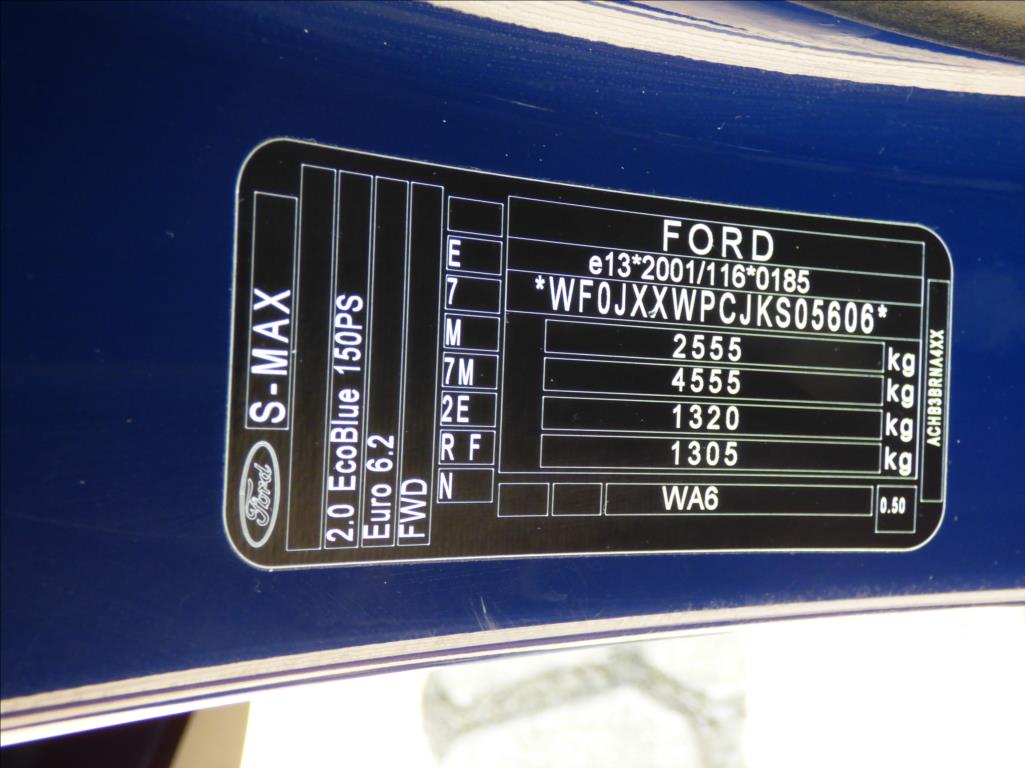 FORD
e13*2001/116*0185
*WF0JXXWPCJKS05606*
2555 kg
4555 kg
1320 kg
1305 kg
WA6
0.50
E
7
M
7M
2E
R F
N
Ford
S-MAX
2.0 EcoBlue 150PS
Euro 6.2
FWD
ACH83BRNA4XX